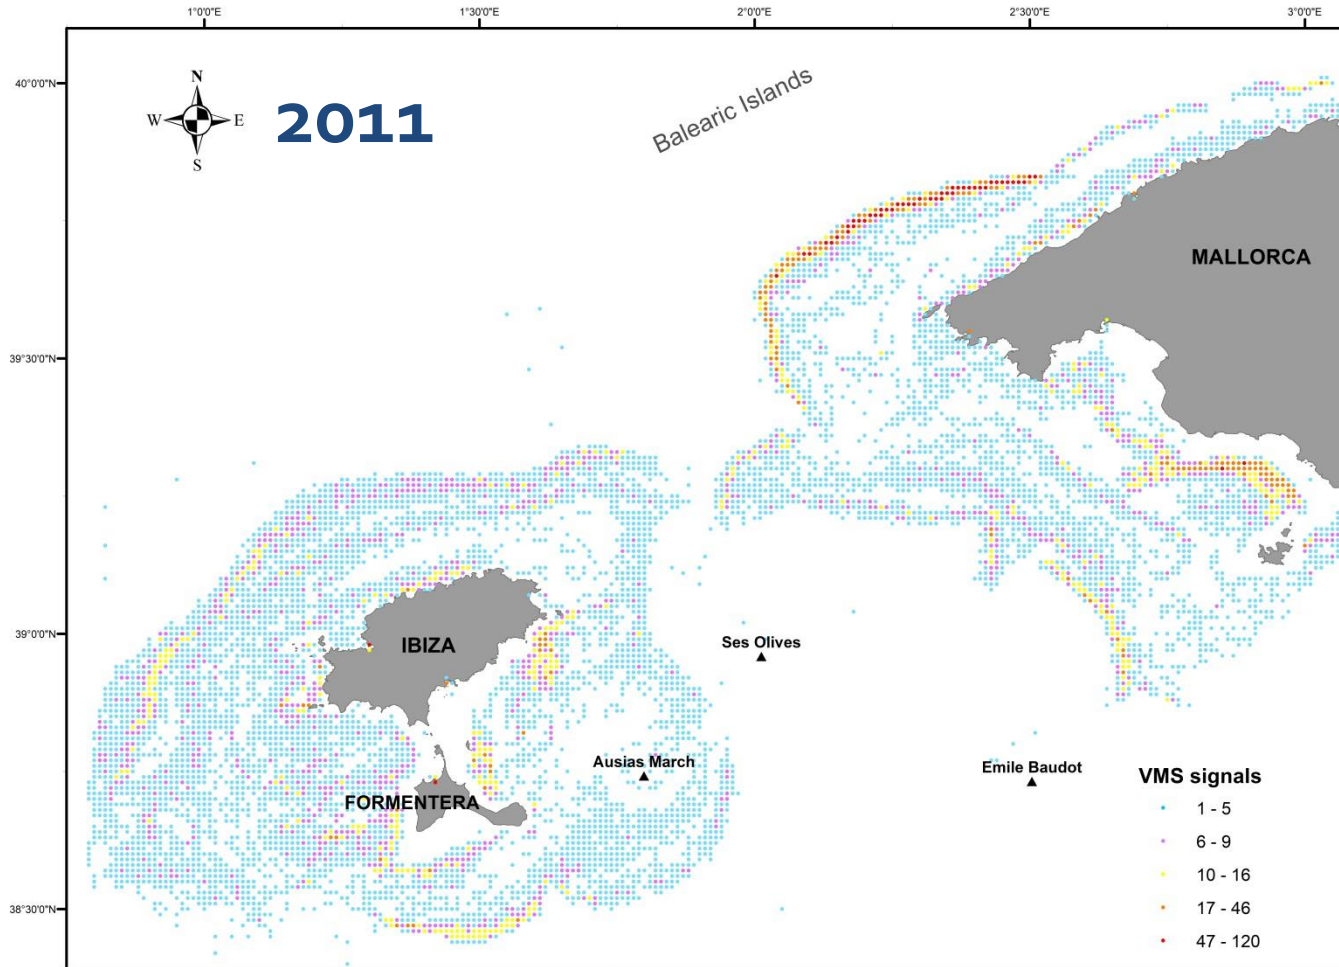 1°0'0"E 1°30'0"E 2°0'0"E 2°30'0"E 3°0'0"E
40°0'0"N
N
W E
S
2011
Balearic Islands
MALLORCA
39°30'0"N
39°0'0"N
IBIZA
Ses Olives
Ausias March
Emile Baudot
FORMENTERA
38°30'0"N
VMS signals
1 - 5
6 - 9
10 - 16
17 - 46
47 - 120